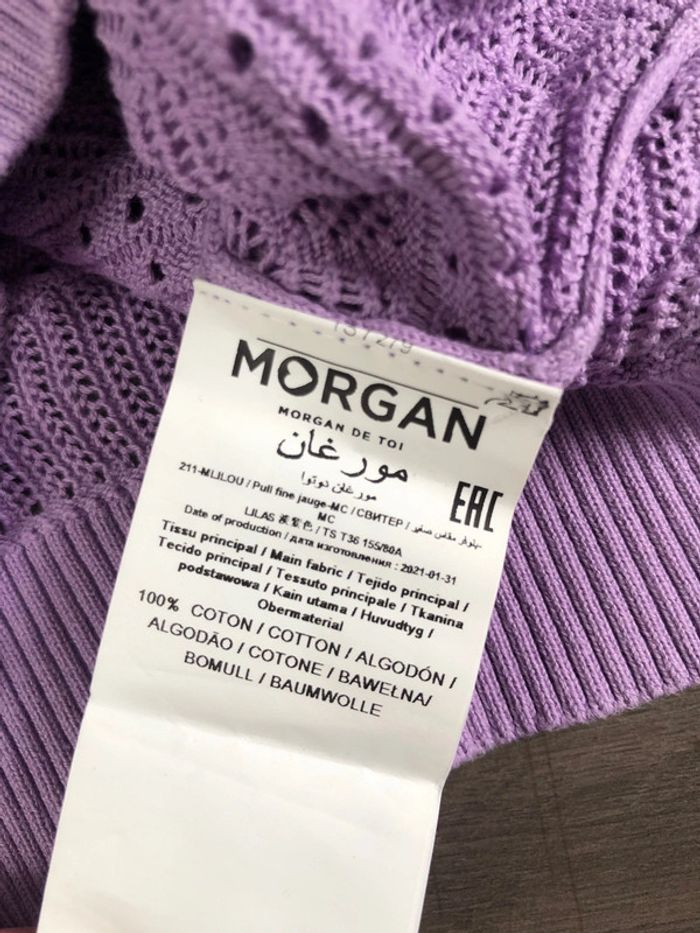 MORGAN
MORGAN DE TOI
مورغان
مورغان دوتوا
EAC
211-MLILOU / Pull fine jauge-MC / СВИТЕР /
MC
LILAS 淡紫色 / TS T36 155/80A
Date of production / дата изготовления : 2021-01-31
Tissu principal / Main fabric / Tejido principal /
Tecido principal / Tessuto principale / Tkanina
podstawowa / Kain utama / Huvudtyg /
Obermaterial
100% COTON / COTTON / ALGODÓN /
ALGODÃO / COTONE / BAWEŁNA/
BOMULL / BAUMWOLLE